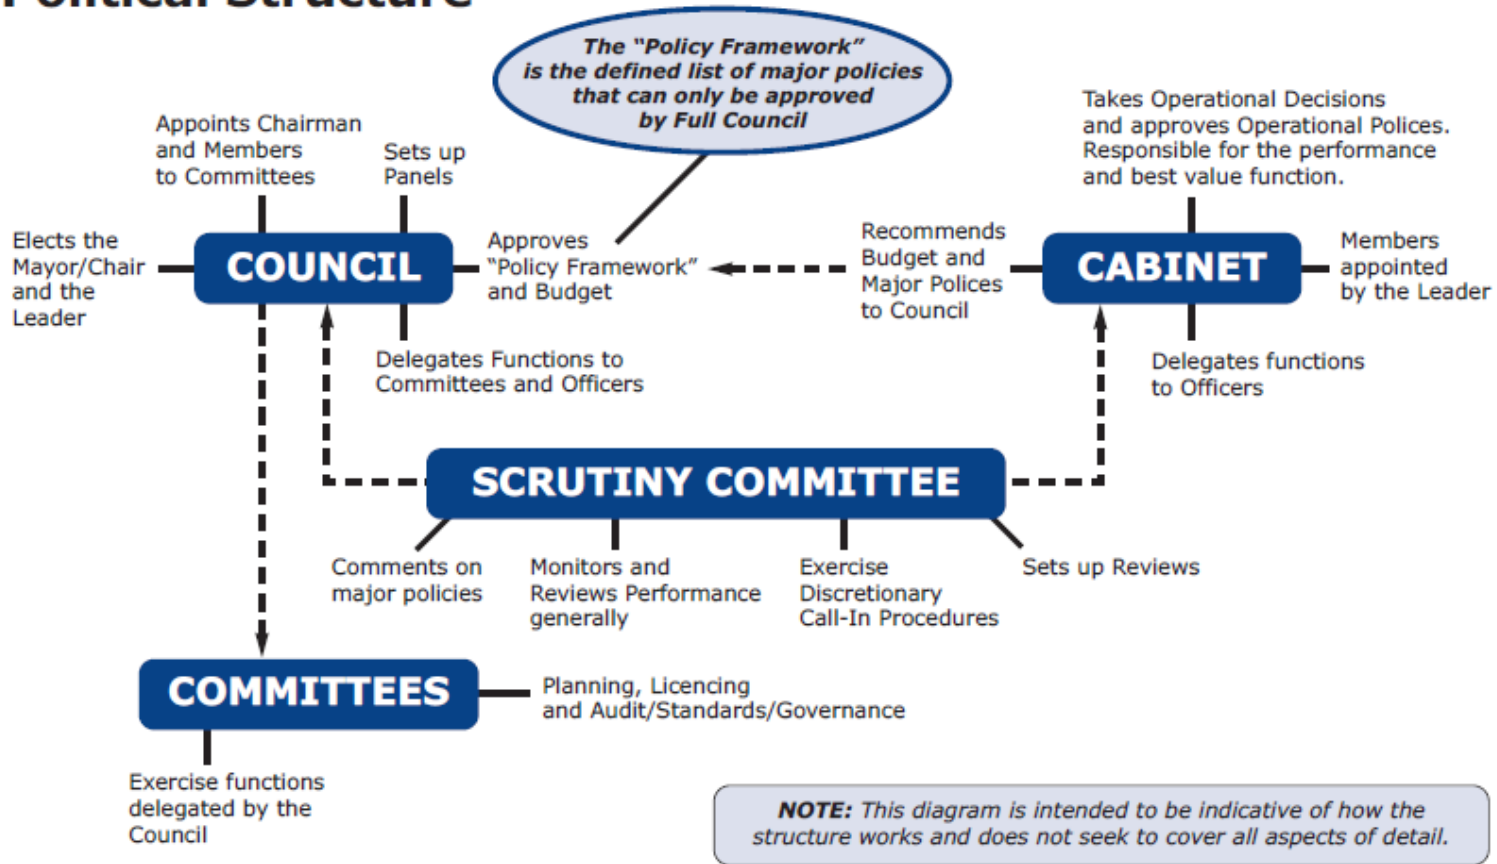 Political Structure
The “Policy Framework”
is the defined list of major policies
that can only be approved
by Full Council
Appoints Chairman
and Members
to Committees
Sets up
Panels
Takes Operational Decisions
and approves Operational Polices.
Responsible for the performance
and best value function.
Elects the
Mayor/Chair
and the
Leader
COUNCIL
Approves
“Policy Framework”
and Budget
Recommends
Budget and
Major Polices
to Council
CABINET
Members
appointed
by the Leader
Delegates Functions to
Committees and Officers
Delegates functions
to Officers
SCRUTINY COMMITTEE
Comments on
major policies
Monitors and
Reviews Performance
generally
Exercise
Discretionary
Call-In Procedures
Sets up Reviews
COMMITTEES
Planning, Licencing
and Audit/Standards/Governance
Exercise functions
delegated by the
Council
NOTE: This diagram is intended to be indicative of how the
structure works and does not seek to cover all aspects of detail.